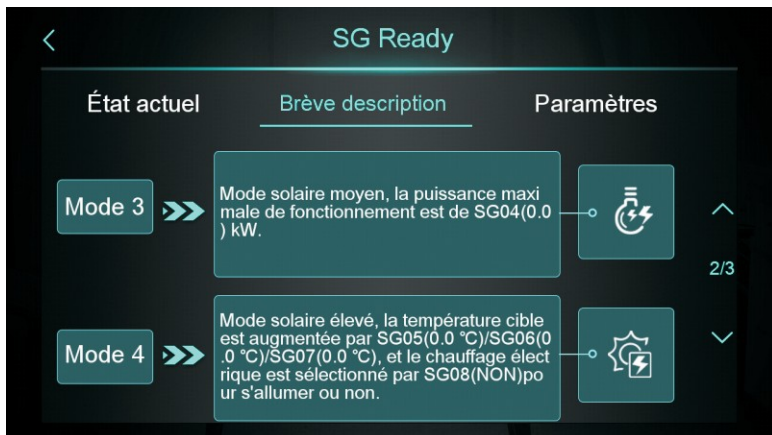 SG Ready
État actuel
Brève description
Paramètres
Mode 3
Mode solaire moyen, la puissance maxi
male de fonctionnement est de SG04(0.0
) kW.
2/3
Mode 4
Mode solaire élevé, la température cible
est augmentée par SG05(0.0 ℃)/SG06(0
.0 ℃)/SG07(0.0 ℃), et le chauffage élect
rique est sélectionné par SG08(NON)po
ur s'allumer ou non.